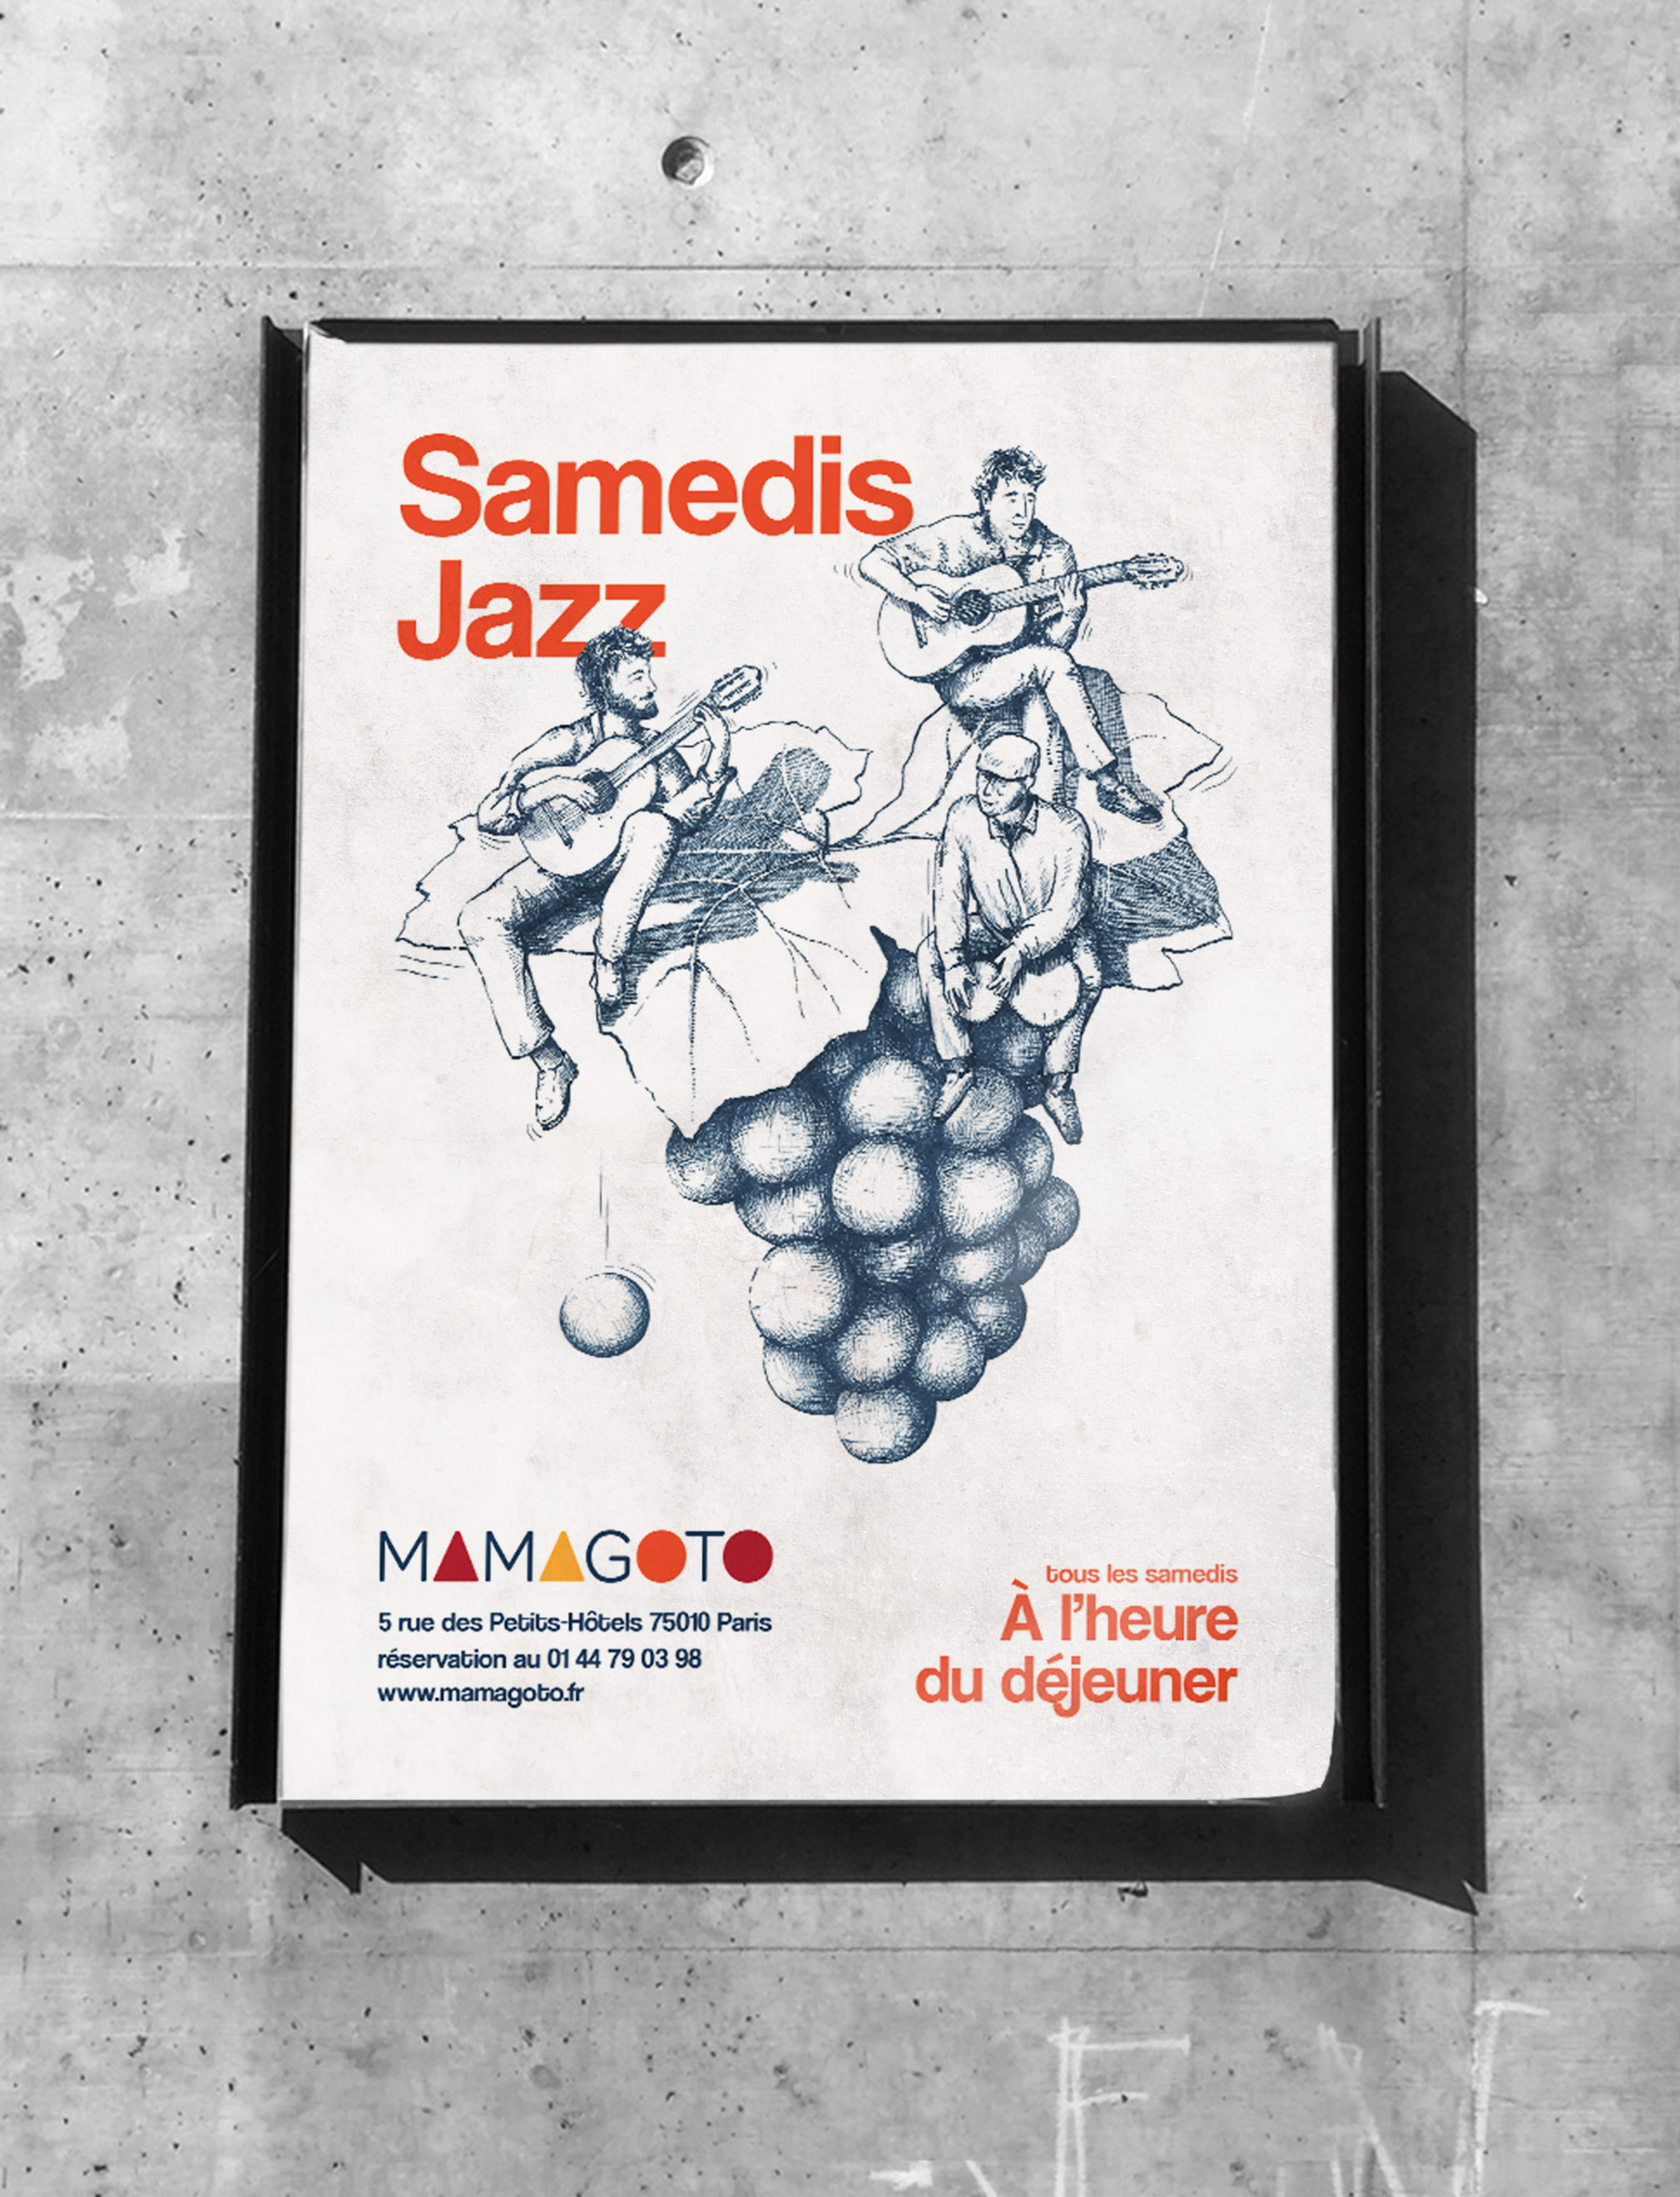 Samedis
Jazz
MAMAGOTO
5 rue des Petits-Hôtels 75010 Paris
réservation au 01 44 79 03 98
www.mamagoto.fr
tous les samedis
À l'heure
du déjeuner